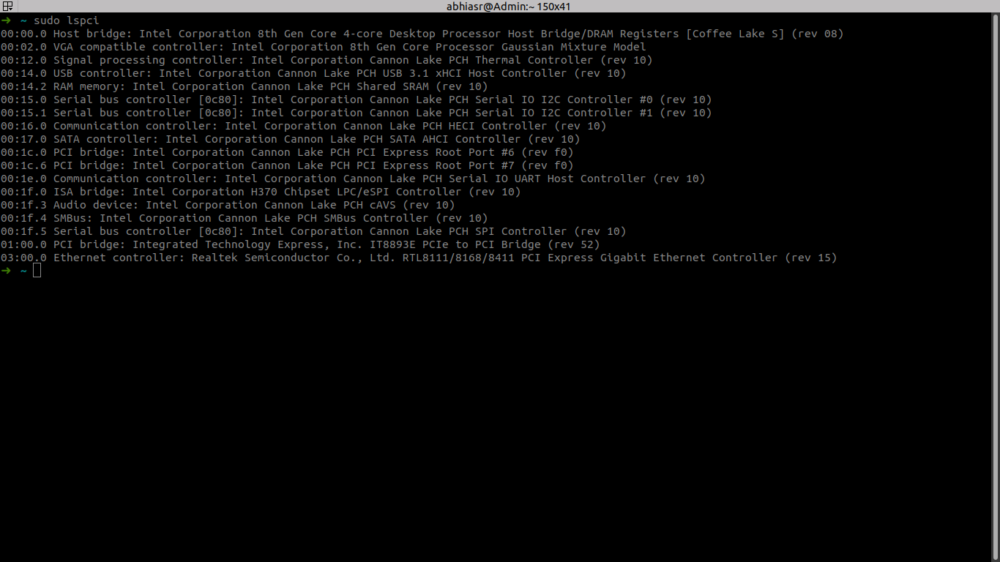 abhiasr@Admin:~ 150x41
➜ ~ sudo lspci
00:00.0 Host bridge: Intel Corporation 8th Gen Core 4-core Desktop Processor Host Bridge/DRAM Registers [Coffee Lake S] (rev 08)
00:02.0 VGA compatible controller: Intel Corporation 8th Gen Core Processor Gaussian Mixture Model
00:12.0 Signal processing controller: Intel Corporation Cannon Lake PCH Thermal Controller (rev 10)
00:14.0 USB controller: Intel Corporation Cannon Lake PCH USB 3.1 xHCI Host Controller (rev 10)
00:14.2 RAM memory: Intel Corporation Cannon Lake PCH Shared SRAM (rev 10)
00:15.0 Serial bus controller [0c80]: Intel Corporation Cannon Lake PCH Serial IO I2C Controller #0 (rev 10)
00:15.1 Serial bus controller [0c80]: Intel Corporation Cannon Lake PCH Serial IO I2C Controller #1 (rev 10)
00:16.0 Communication controller: Intel Corporation Cannon Lake PCH HECI Controller (rev 10)
00:17.0 SATA controller: Intel Corporation Cannon Lake PCH SATA AHCI Controller (rev 10)
00:1c.0 PCI bridge: Intel Corporation Cannon Lake PCH PCI Express Root Port #6 (rev f0)
00:1c.6 PCI bridge: Intel Corporation Cannon Lake PCH PCI Express Root Port #7 (rev f0)
00:1e.0 Communication controller: Intel Corporation Cannon Lake PCH Serial IO UART Host Controller (rev 10)
00:1f.0 ISA bridge: Intel Corporation H370 Chipset LPC/eSPI Controller (rev 10)
00:1f.3 Audio device: Intel Corporation Cannon Lake PCH cAVS (rev 10)
00:1f.4 SMBus: Intel Corporation Cannon Lake PCH SMBus Controller (rev 10)
00:1f.5 Serial bus controller [0c80]: Intel Corporation Cannon Lake PCH SPI Controller (rev 10)
01:00.0 PCI bridge: Integrated Technology Express, Inc. IT8893E PCIe to PCI Bridge (rev 52)
03:00.0 Ethernet controller: Realtek Semiconductor Co., Ltd. RTL8111/8168/8411 PCI Express Gigabit Ethernet Controller (rev 15)
➜ ~